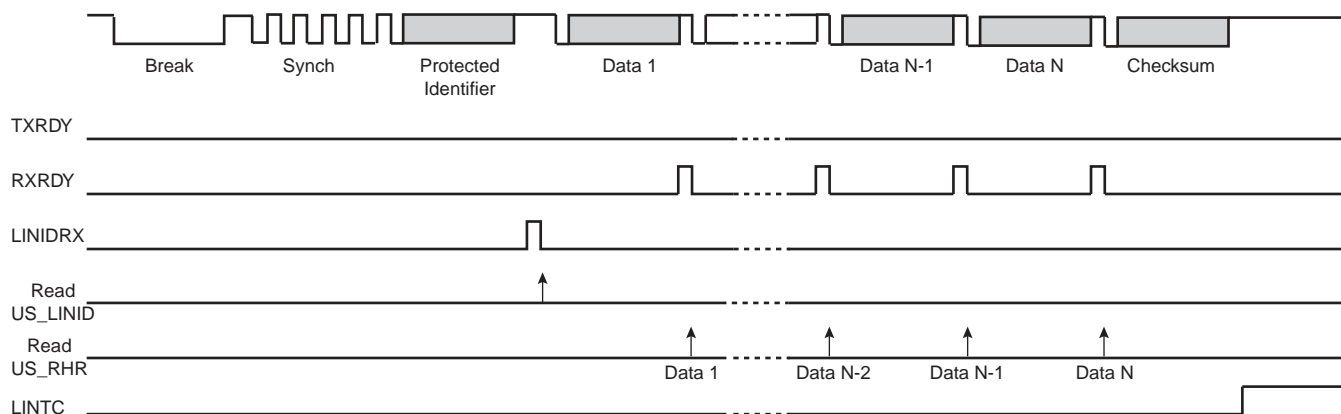 Break
Synch
Protected
Identifier
Data 1
Data N-1
Data N
Checksum
TXRDY
RXRDY
LINIDRX
Read
US_LINID
Read
US_RHR
Data 1
Data N-2
Data N-1
Data N
LINTC